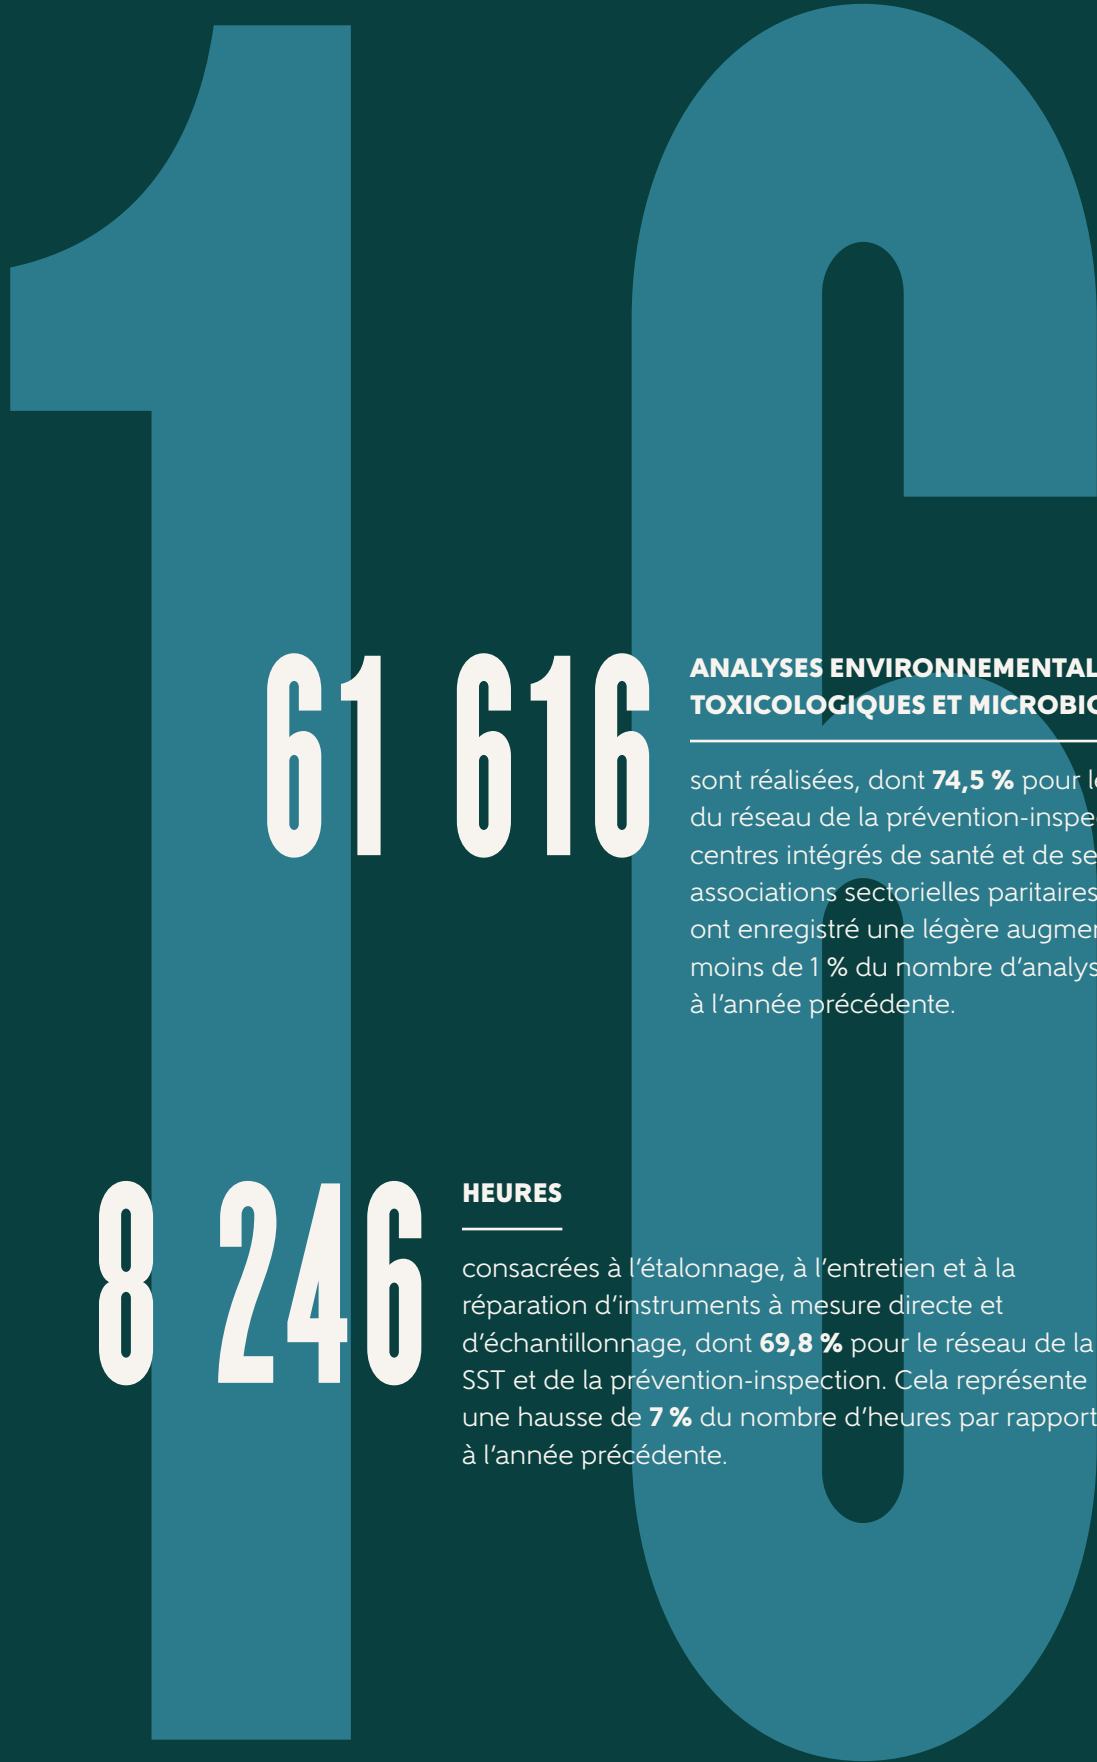 16
61 616
ANALYSES ENVIRONNEMENTAL
TOXICOLOGIQUES ET MICROBIO
sont réalisées, dont 74,5 % pour le
du réseau de la prévention-inspe
centres intégrés de santé et de se
associations sectorielles paritaires
ont enregistré une légère augmen
moins de 1 % du nombre d’analys
à l’année précédente.
8 246
HEURES
consacrées à l’étalonnage, à l’entretien et à la
réparation d’instruments à mesure directe et
d’échantillonnage, dont 69,8 % pour le réseau de la
SST et de la prévention-inspection. Cela représente
une hausse de 7 % du nombre d’heures par rapport
à l’année précédente.